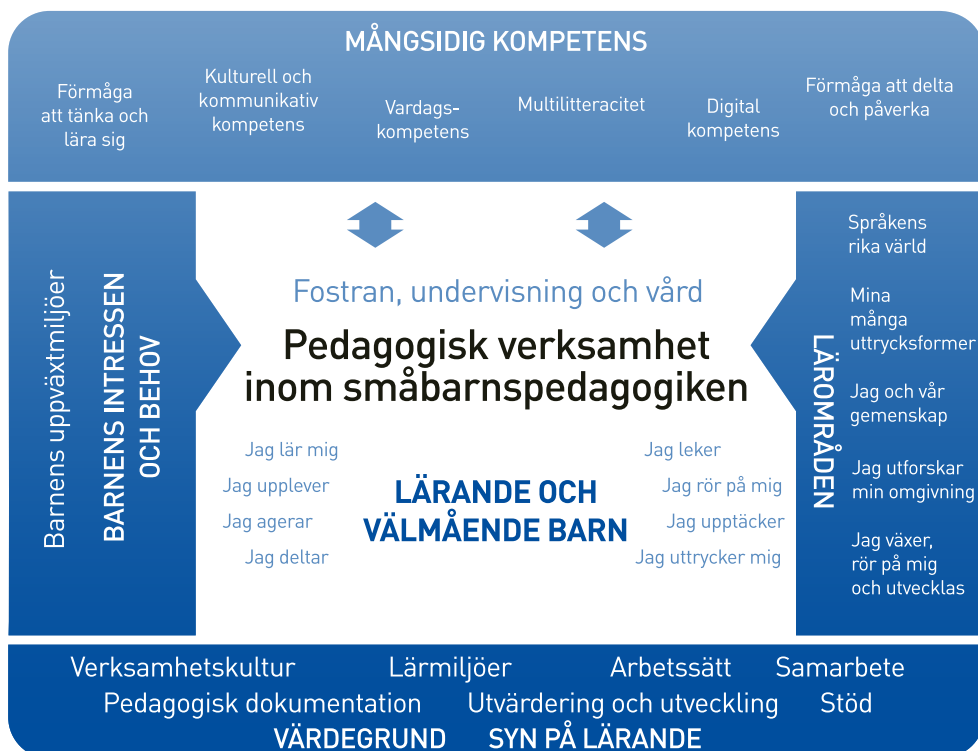 MÅNGSIDIG KOMPETENS
Förmåga
att tänka och
lära sig
Kulturell och
kommunikativ
kompetens
Vardags-
kompetens
Multilitteracitet
Digital
kompetens
Förmåga att delta
och påverka
Barnens uppväxtmiljöer
BARNENS INTRESSEN
OCH BEHOV
Fostran, undervisning och vård
Pedagogisk verksamhet
inom småbarnspedagogiken
Jag lär mig
Jag upplever
Jag agerar
Jag deltar
LÄRANDE OCH
VÄLMÅENDE BARN
Jag leker
Jag rör på mig
Jag upptäcker
Jag uttrycker mig
LÄROMRÅDEN
Språkens
rika värld
Mina
många
uttrycksformer
Jag och vår
gemenskap
Jag utforskar
min omgivning
Jag växer,
rör på mig
och utvecklas
Verksamhetskultur Lärmiljöer Arbetssätt Samarbete
Pedagogisk dokumentation Utvärdering och utveckling Stöd
VÄRDEGRUND SYN PÅ LÄRANDE